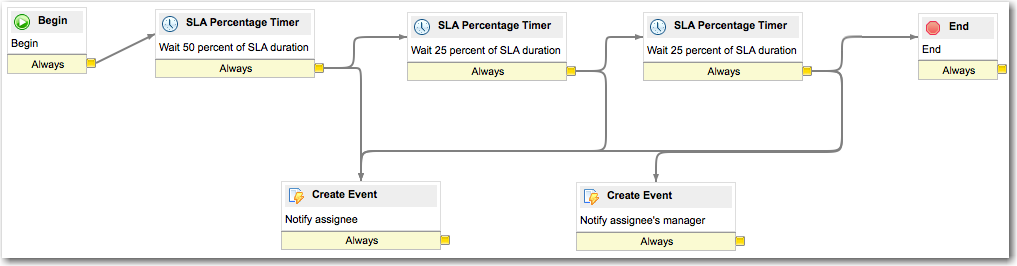 Begin
Begin
Always
SLA Percentage Timer
Wait 50 percent of SLA duration
Always
SLA Percentage Timer
Wait 25 percent of SLA duration
Always
SLA Percentage Timer
Wait 25 percent of SLA duration
Always
End
End
Always
Create Event
Notify assignee
Always
Create Event
Notify assignee's manager
Always